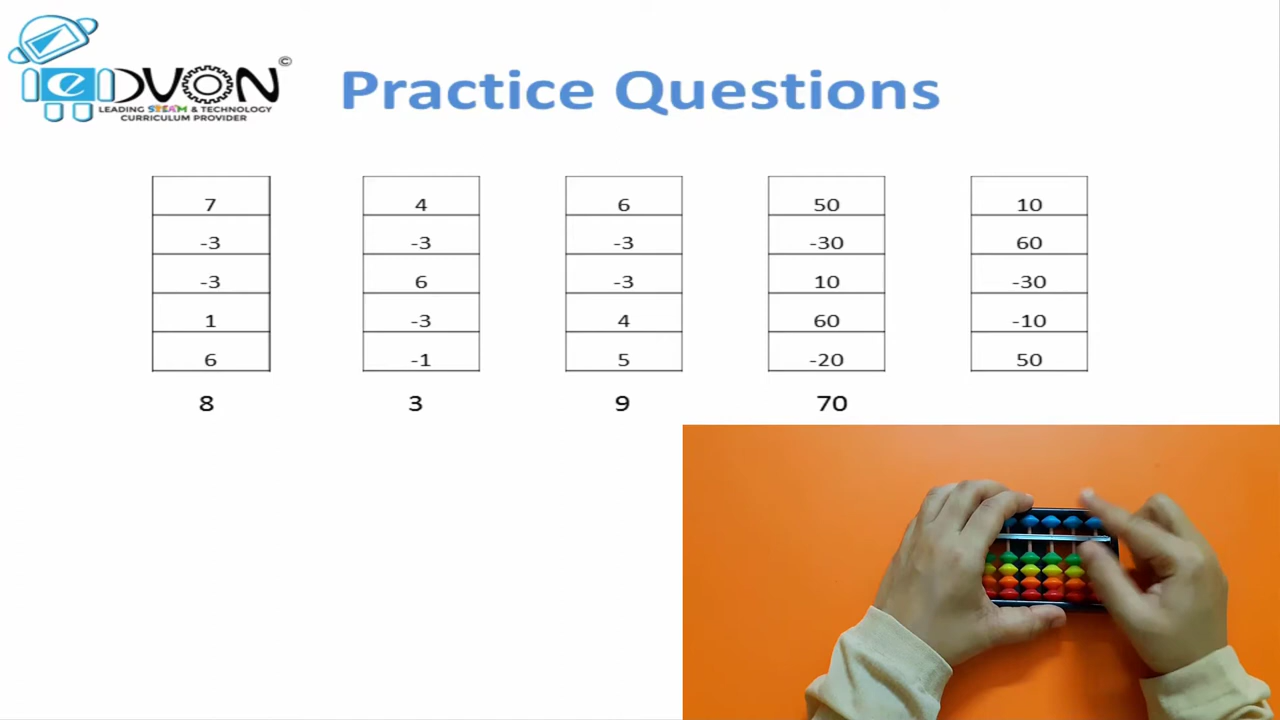 eDVON ©
LEADING STEAM & TECHNOLOGY
CURRICULUM PROVIDER
Practice Questions
7 4 6 50 10
-3 -3 -3 -30 60
-3 6 -3 10 -30
1 -3 4 60 -10
6 -1 5 -20 50
8 3 9 70